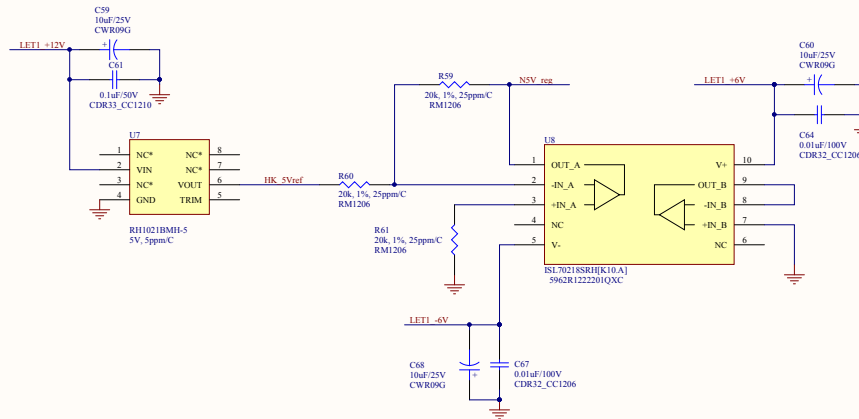 C59
10uF/25V
CWR09G
LET1_+12V
+
C61
0.1uF/50V
CDR33_CC1210
U7
1 NC* NC* 8
2 VIN NC* 7
3 NC* VOUT 6
4 GND TRIM 5
RH1021BMH-5
5V, 5ppm/C
HK_5Vref
R60
20k, 1%, 25ppm/C
RM1206
R59
20k, 1%, 25ppm/C
RM1206
N5V_reg
R61
20k, 1%, 25ppm/C
RM1206
LET1_+6V
C60
10uF/25V
CWR09G
+
C64
0.01uF/100V
CDR32_CC1206
U8
1 OUT_A V+ 10
2 -IN_A OUT_B 9
3 +IN_A -IN_B 8
4 NC +IN_B 7
5 V- NC 6
ISL70218SRH[K10.A]
5962R1222201QXC
LET1_-6V
C68
10uF/25V
CWR09G
+
C67
0.01uF/100V
CDR32_CC1206